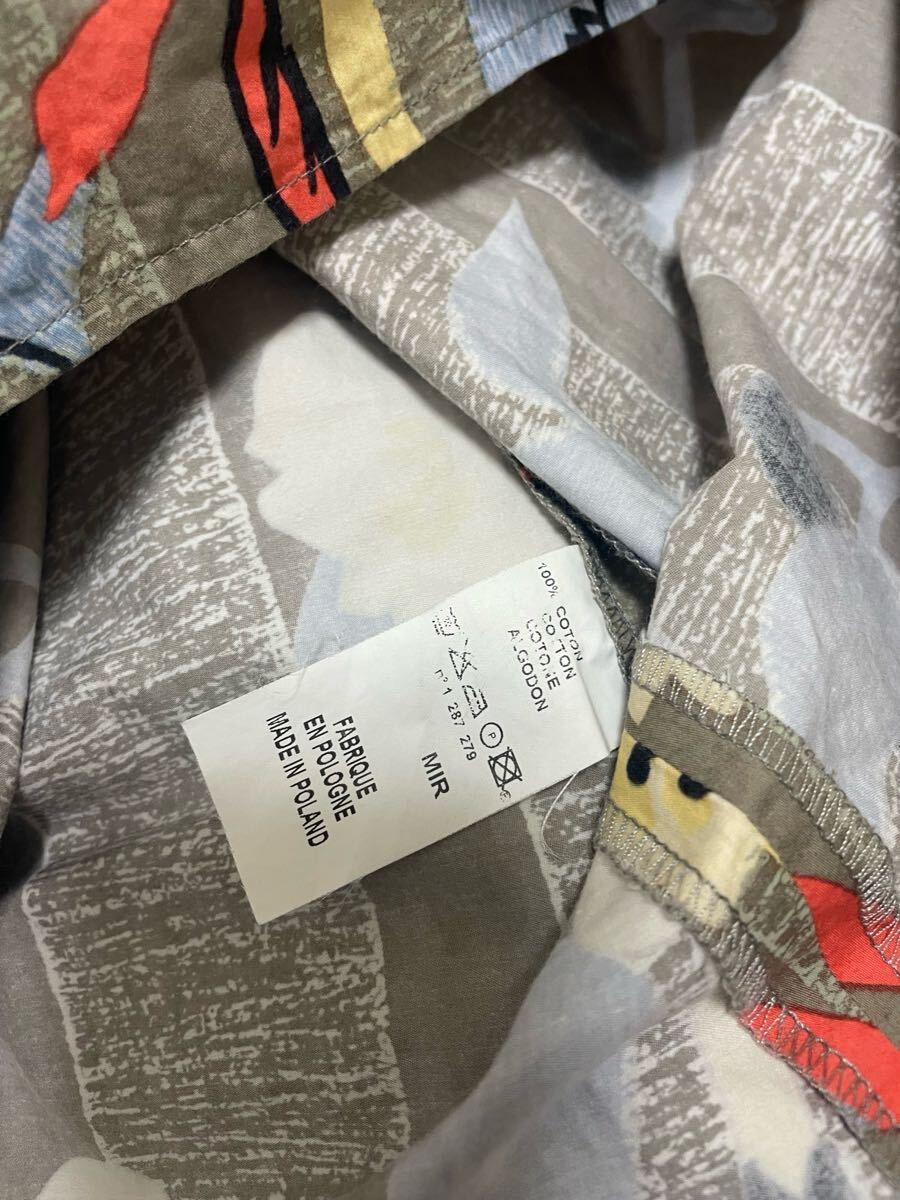 100% COTON
COTTON
COTONE
ALGODON
P
n° 1 287 279
MIR
FABRIQUE
EN POLOGNE
MADE IN POLAND